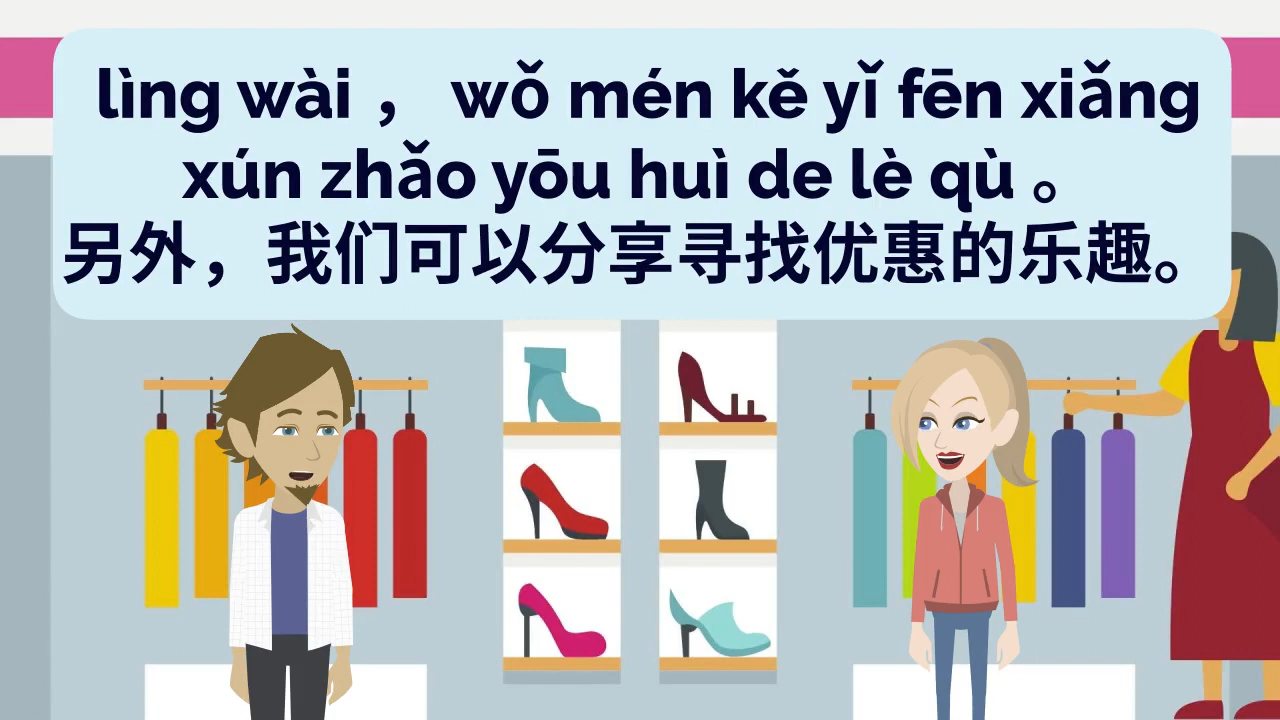 lìng wài ， wǒ mén kě yǐ fēn xiǎng
xún zhǎo yōu huì de lè qù 。
另外，我们可以分享寻找优惠的乐趣。